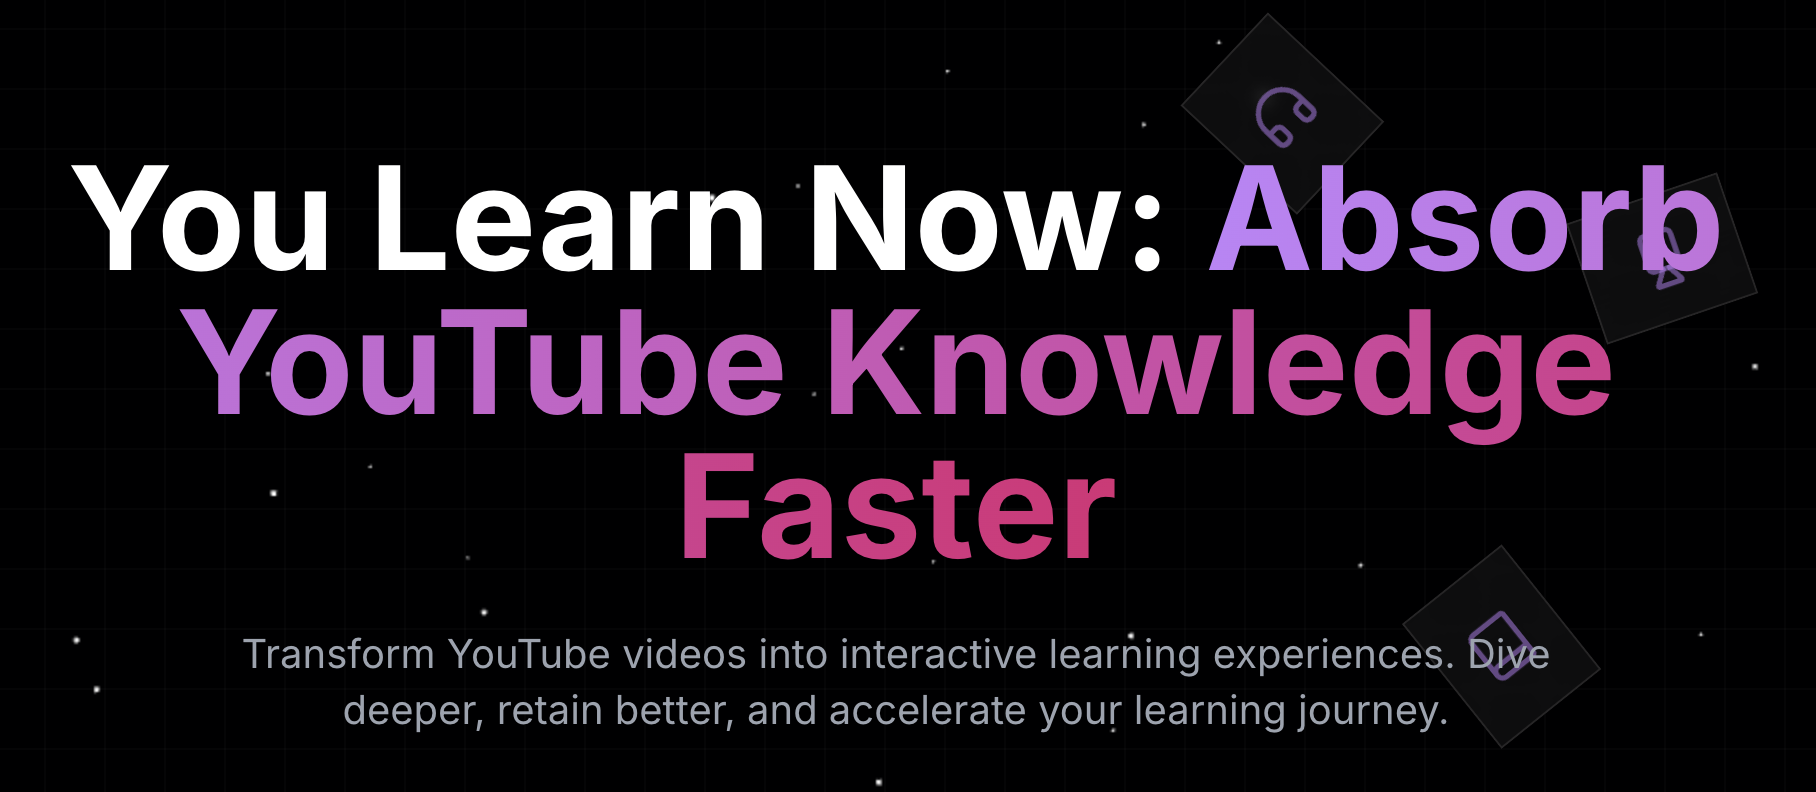 You Learn Now: Absorb
YouTube Knowledge
Faster
Transform YouTube videos into interactive learning experiences. Dive
deeper, retain better, and accelerate your learning journey.